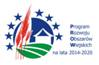 Program
Rozwoju
Obszarów
Wiejskich
na lata 2014-2020